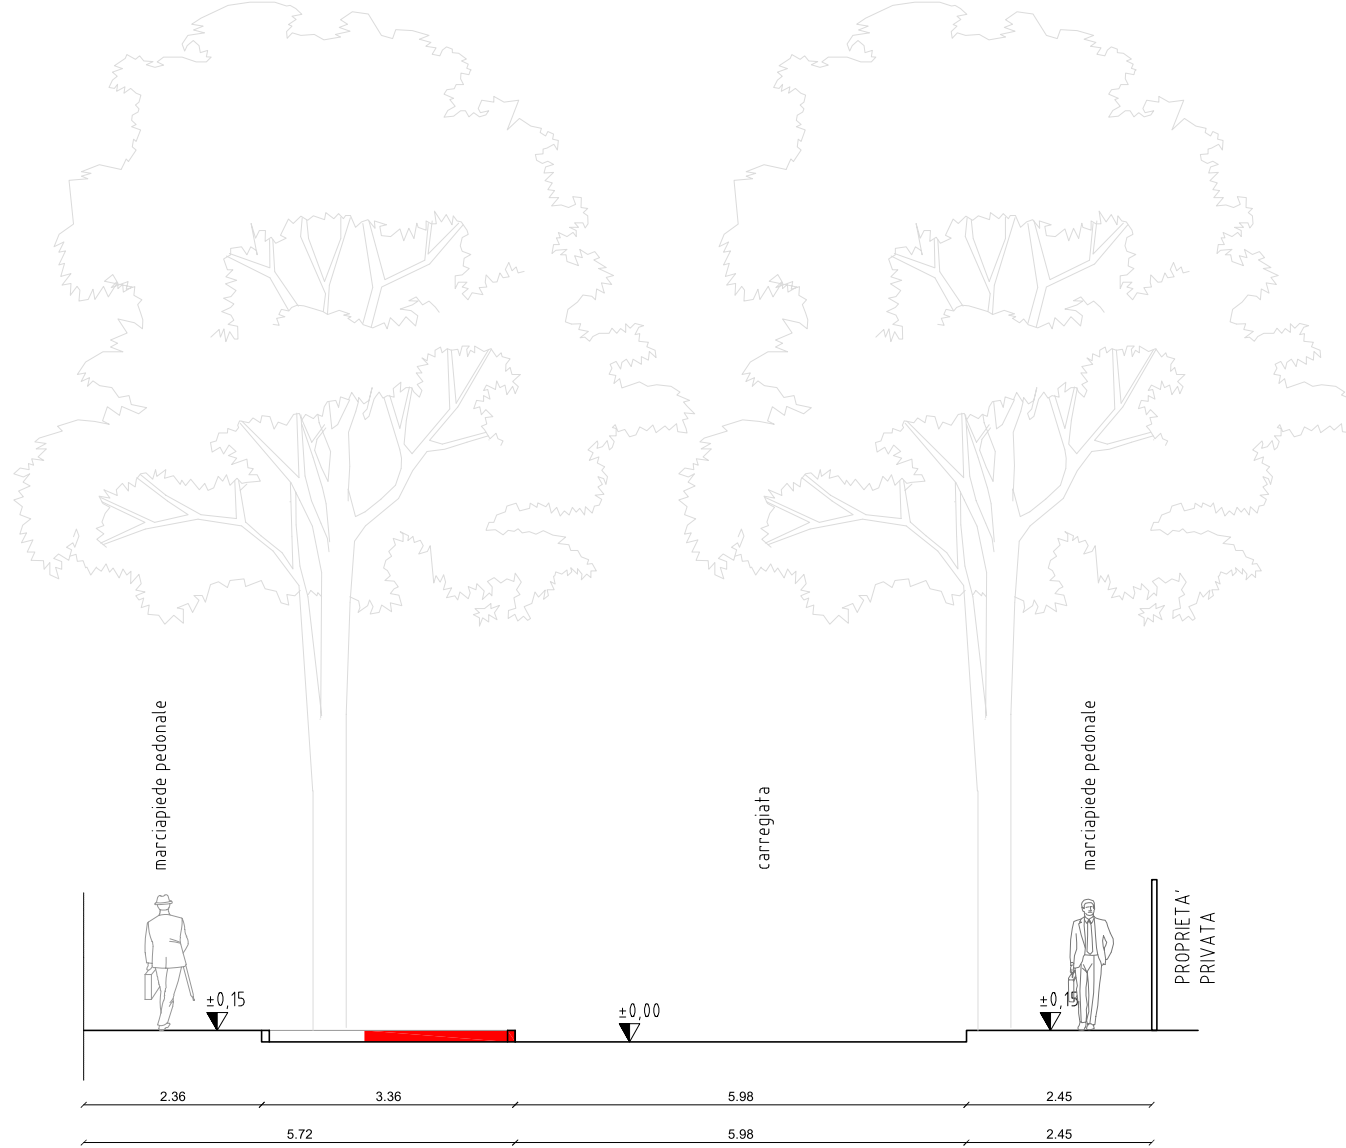 marciapiede pedonale
carregiata
marciapiede pedonale
PROPRIETA'
PRIVATA
±0,15
±0,00
±0,15
2.36
3.36
5.98
2.45
5.72
5.98
2.45